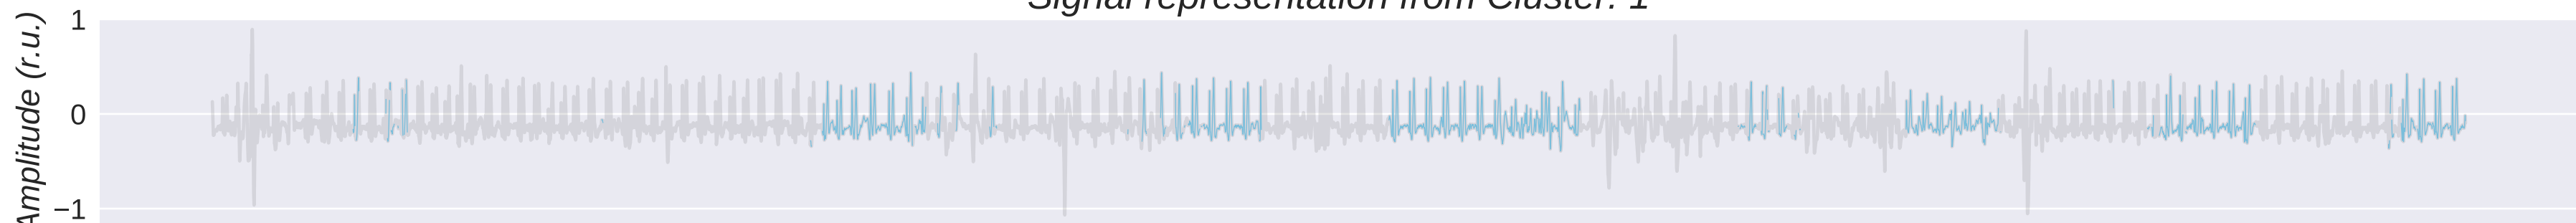 Signal representation from Cluster: 1
Amplitude (r.u.)
1
0
−1